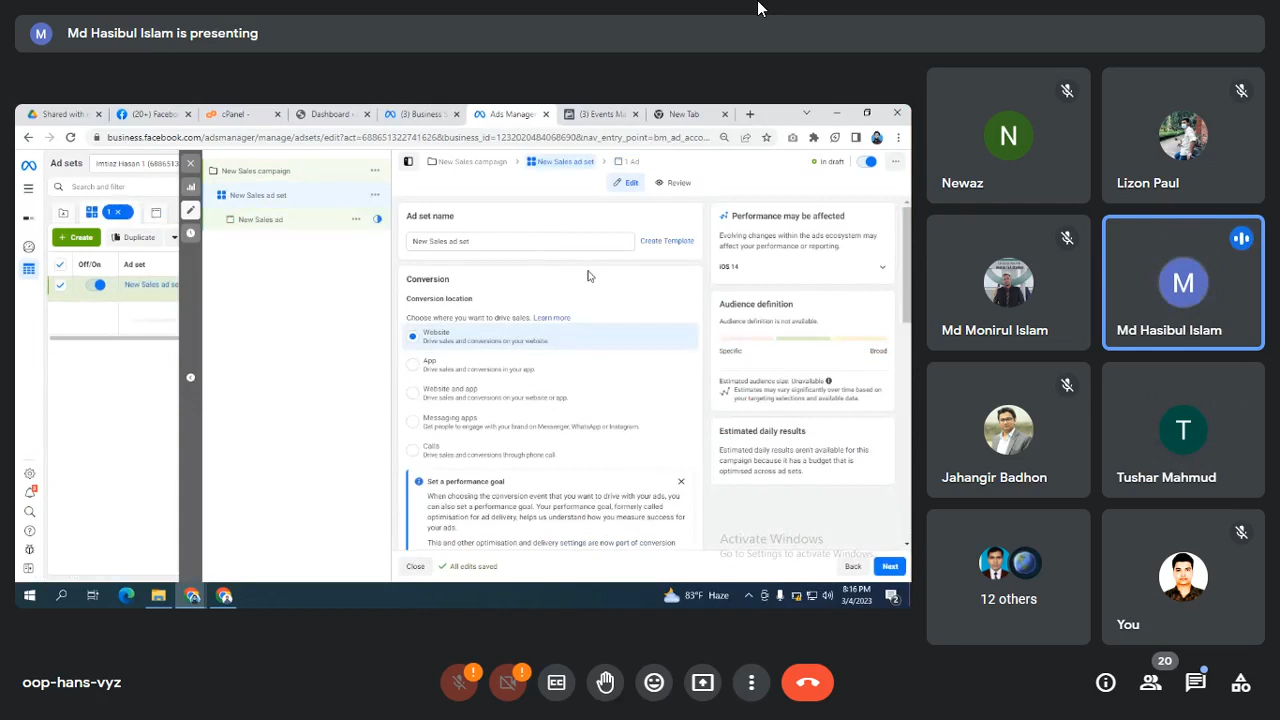 M Md Hasibul Islam is presenting
Shared with
(20+) Facebo
cPanel -
Dashboard
(3) Business S
Ads Manager
(3) Events Ma
New Tab
business.facebook.com/adsmanager/manage/adsets/edit?act=688651322741626&business_id=1232020484068690&nav_entry_point=bm_ad_acco...
Ad sets
Imtiaz Hasan 1 (6886513
Search and filter
1
Create
Duplicate
Off/On
Ad set
New Sales ad se
New Sales campaign
New Sales ad set
New Sales ad
New Sales campaign
New Sales ad set
1 Ad
In draft
Edit
Review
Ad set name
New Sales ad set
Create Template
Conversion
Conversion location
Choose where you want to drive sales. Learn more
Website
Drive sales and conversions on your website.
App
Drive sales and conversions in your app.
Website and app
Drive sales and conversions on your website or app.
Messaging apps
Get people to engage with your brand on Messenger, WhatsApp or Instagram.
Calls
Drive sales and conversions through phone call.
Set a performance goal
When choosing the conversion event that you want to drive with your ads, you
can also set a performance goal. Your performance goal, formerly called
optimisation for ad delivery, helps us understand how you measure success for
your ads.
This and other optimisation and delivery settings are now part of conversion
Performance may be affected
Evolving changes within the ads ecosystem may
affect your performance or reporting.
iOS 14
Audience definition
Audience definition is not available.
Specific
Broad
Estimated audience size: Unavailable
Estimates may vary significantly over time based on
your targeting selections and available data.
Estimated daily results
Estimated daily results aren't available for this
campaign because it has a budget that is
optimised across ad sets.
Activate Windows
Go to Settings to activate Windows.
Close
All edits saved
Back
Next
83°F Haze
8:16 PM
3/4/2023
2
N
Newaz
Lizon Paul
Md Monirul Islam
M
Md Hasibul Islam
Jahangir Badhon
T
Tushar Mahmud
12 others
You
oop-hans-vyz
20